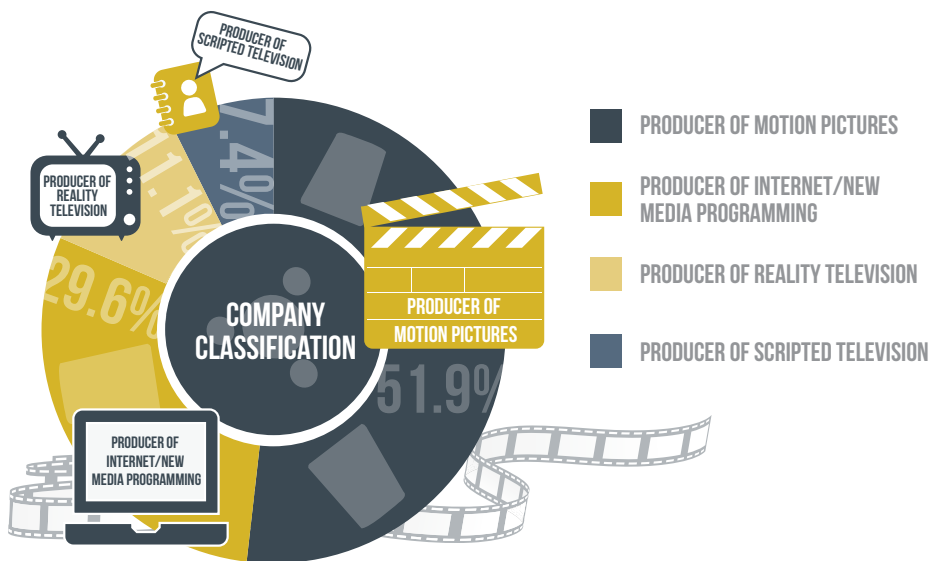 PRODUCER OF
SCRIPTED TELEVISION
7.4%
11.1%
PRODUCER OF
REALITY
TELEVISION
29.6%
COMPANY
CLASSIFICATION
PRODUCER OF
MOTION PICTURES
51.9%
PRODUCER OF
INTERNET/NEW
MEDIA PROGRAMMING
PRODUCER OF MOTION PICTURES
PRODUCER OF INTERNET/NEW
MEDIA PROGRAMMING
PRODUCER OF REALITY TELEVISION
PRODUCER OF SCRIPTED TELEVISION